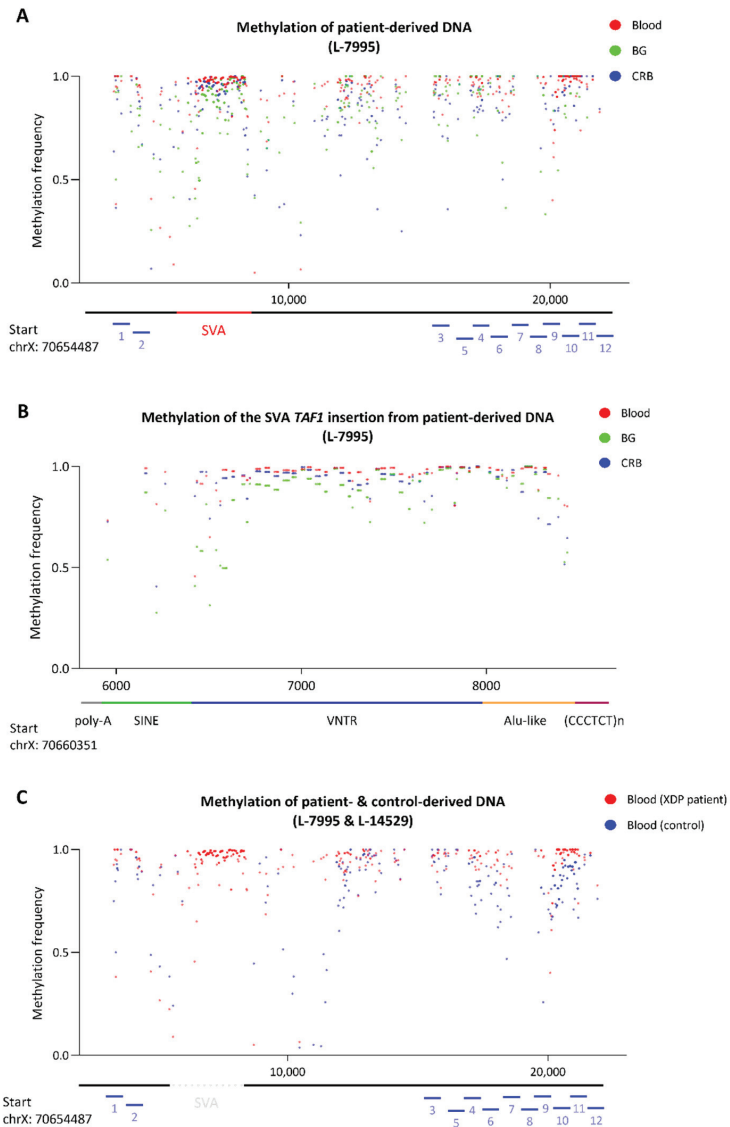 A
Methylation of patient-derived DNA
(L-7995)
Blood
BG
CRB
Methylation frequency
1.0
0.5
0.0
10,000
20,000
SVA
Start
chrX: 70654487
1
2
3
5
4
6
7
8
9
10
11
12
B
Methylation of the SVA TAF1 insertion from patient-derived DNA
(L-7995)
Blood
BG
CRB
Methylation frequency
1.0
0.5
0.0
6000
7000
8000
poly-A
SINE
VNTR
Alu-like
(CCCTCT)n
Start
chrX: 70660351
C
Methylation of patient- & control-derived DNA
(L-7995 & L-14529)
Blood (XDP patient)
Blood (control)
Methylation frequency
1.0
0.5
0.0
10,000
20,000
SVA
Start
chrX: 70654487
1
2
3
5
4
6
7
8
9
10
11
12